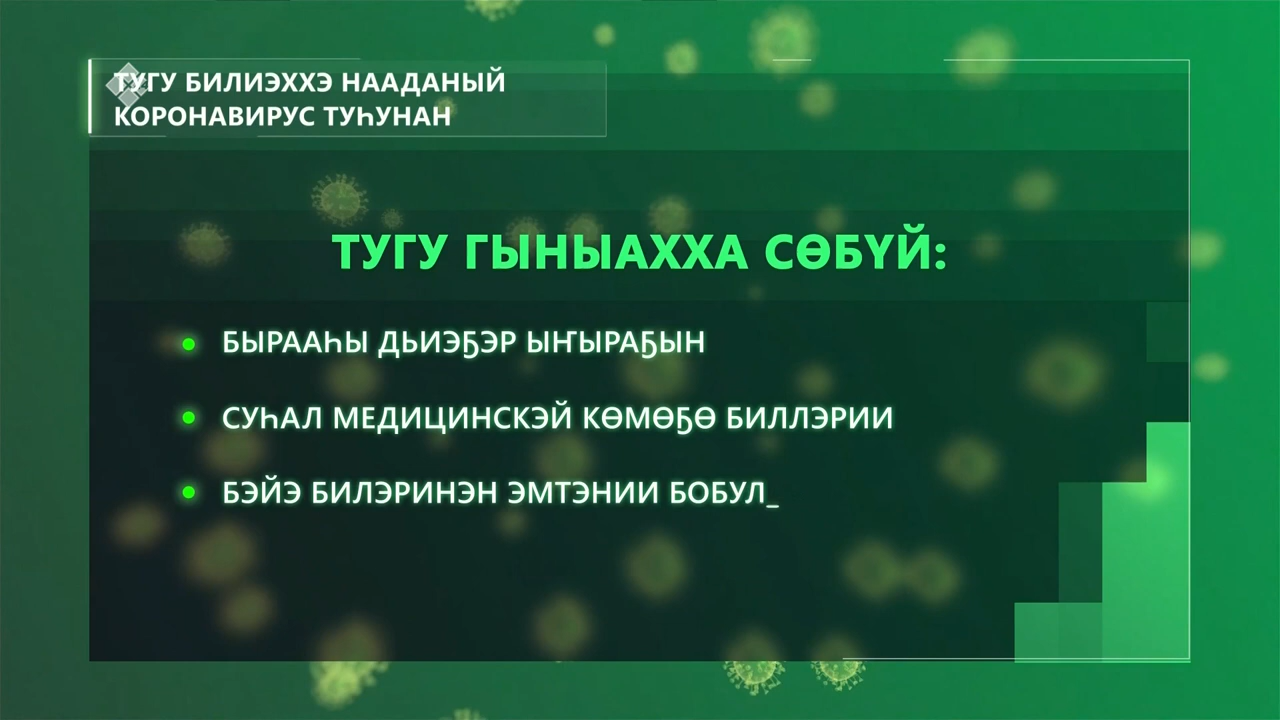 ТУГУ БИЛИЭХХЭ НААДАНЫЙ
КОРОНАВИРУС ТУҺУНАН
ТУГУ ГЫНЫАХХА СӨБҮЙ:
БЫРААҺЫ ДЬИЭҔЭР ЫҤЫРАҔЫН
СУҺАЛ МЕДИЦИНСКЭЙ КӨМӨҔӨ БИЛЛЭРИИ
БЭЙЭ БИЛЭРИНЭН ЭМТЭНИИ БОБУЛ_